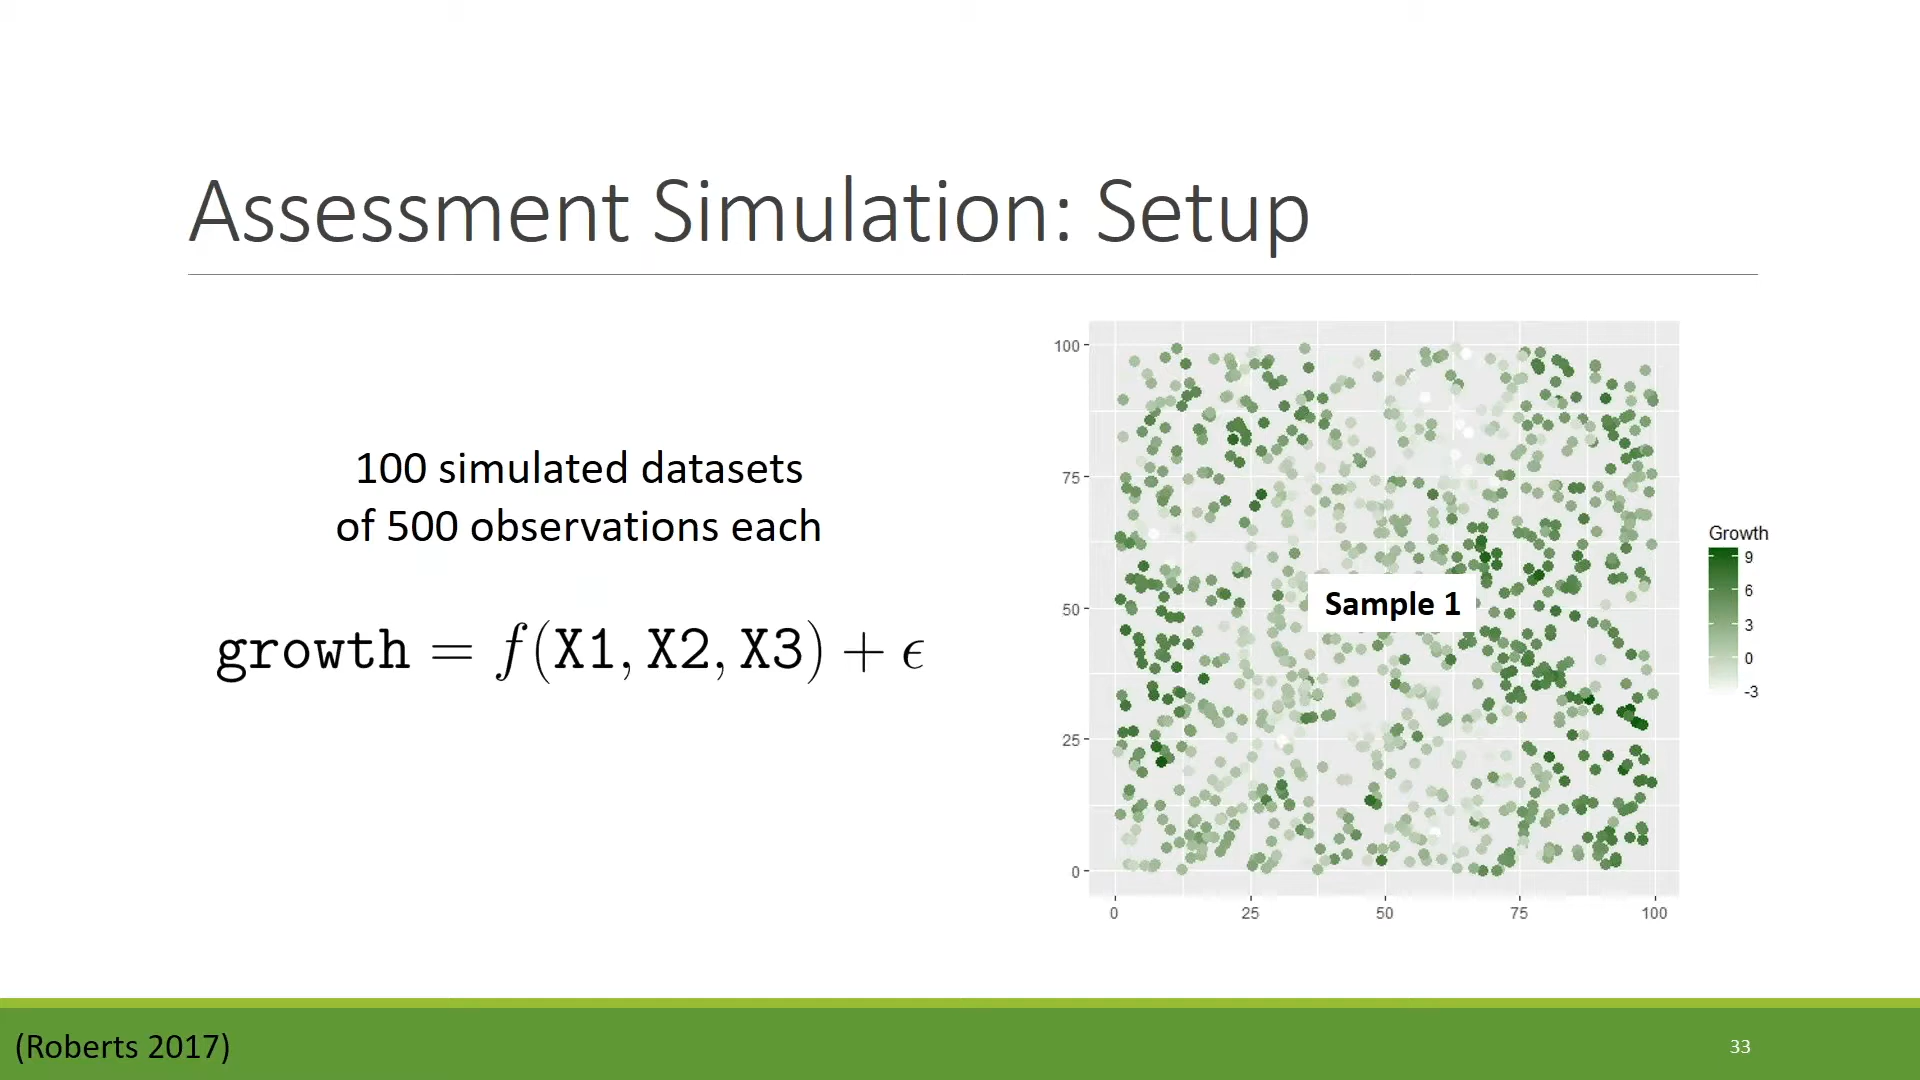 Assessment Simulation: Setup
100 simulated datasets
of 500 observations each
growth = f(X1, X2, X3) + ϵ
100
75
50
25
0
0 25 50 75 100
Sample 1
Growth
9
6
3
0
-3
(Roberts 2017)
33